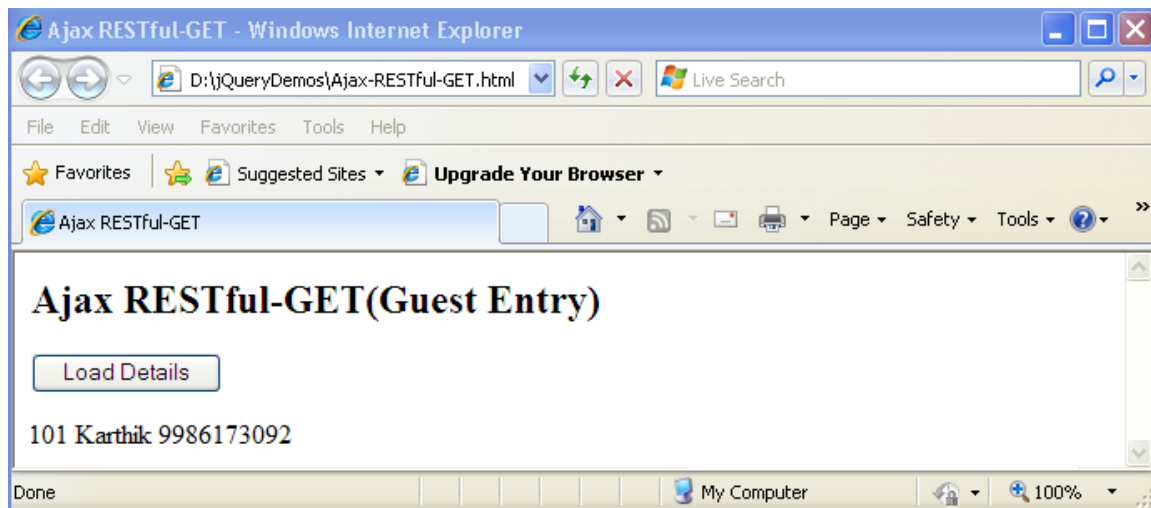 Ajax RESTful-GET - Windows Internet Explorer
D:\jQueryDemos\Ajax-RESTful-GET.html Live Search
File Edit View Favorites Tools Help
Favorites Suggested Sites Upgrade Your Browser
Ajax RESTful-GET Page Safety Tools »
Ajax RESTful-GET(Guest Entry)
Load Details
101 Karthik 9986173092
Done My Computer 100%